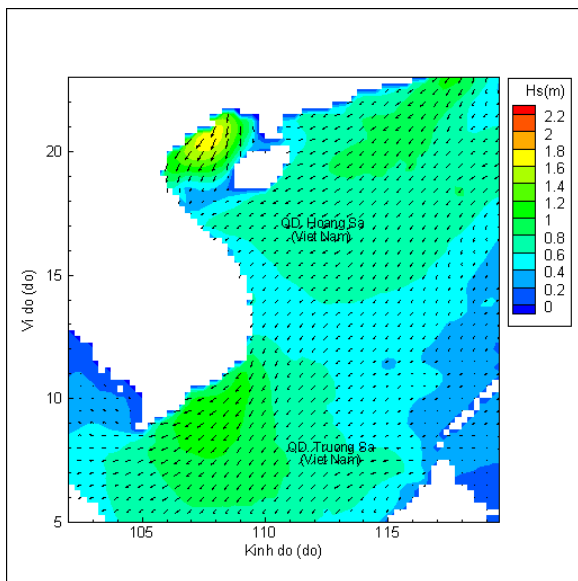 Hs(m)
2.2
2
1.8
1.6
1.4
1.2
1
0.8
0.6
0.4
0.2
0
20
15
10
5
Vi do (do)
QD. Hoang Sa
(Viet Nam)
QD. Truong Sa
(Viet Nam)
105
110
115
Kinh do (do)